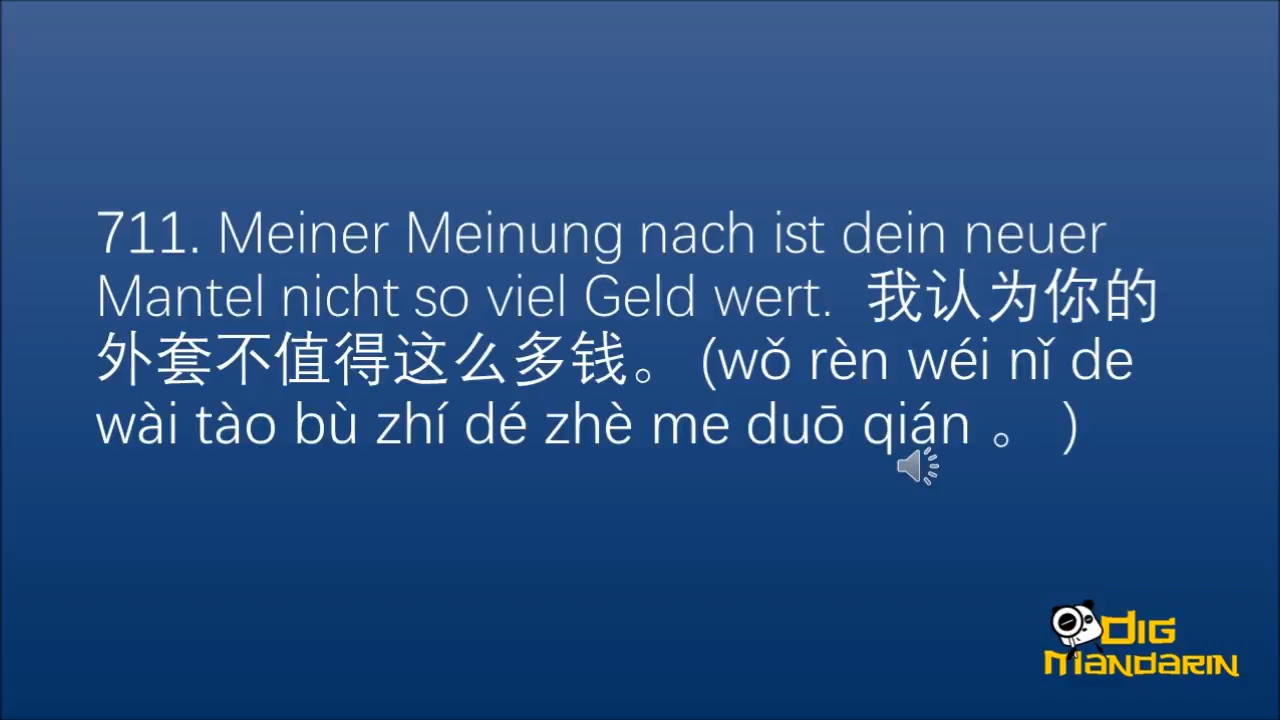 711. Meiner Meinung nach ist dein neuer
Mantel nicht so viel Geld wert. 我认为你的
外套不值得这么多钱。 (wǒ rèn wéi nǐ de
wài tào bù zhí dé zhè me duō qián 。 )
DIG
MANDARIN